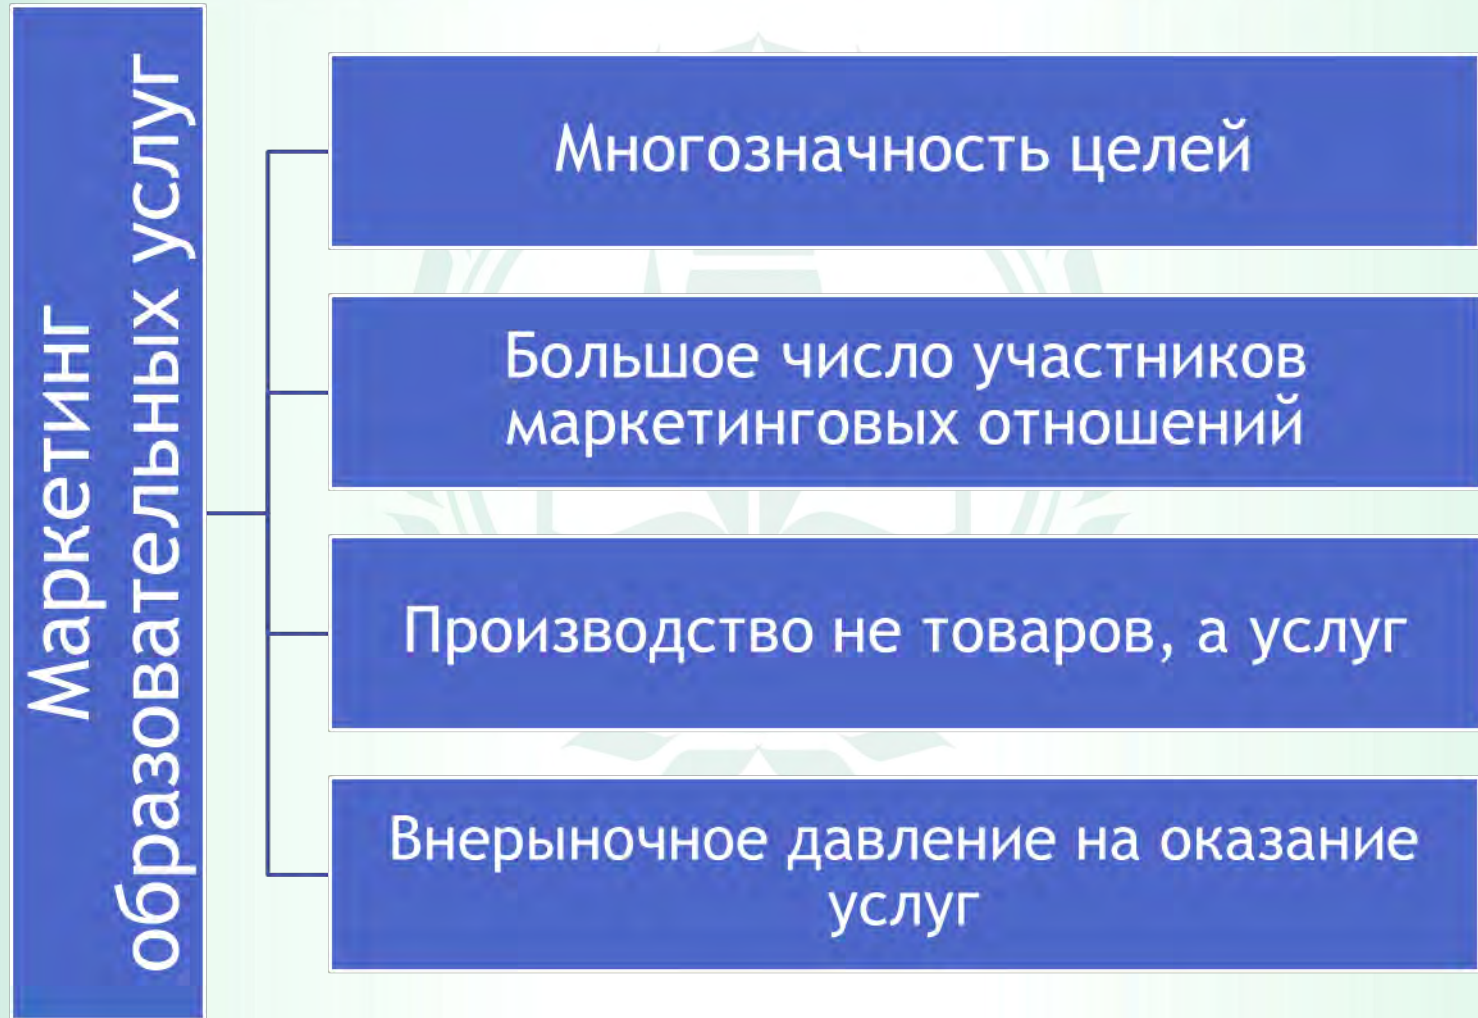 Маркетинг
образовательных услуг
Многозначность целей
Большое число участников
маркетинговых отношений
Производство не товаров, а услуг
Внерыночное давление на оказание
услуг